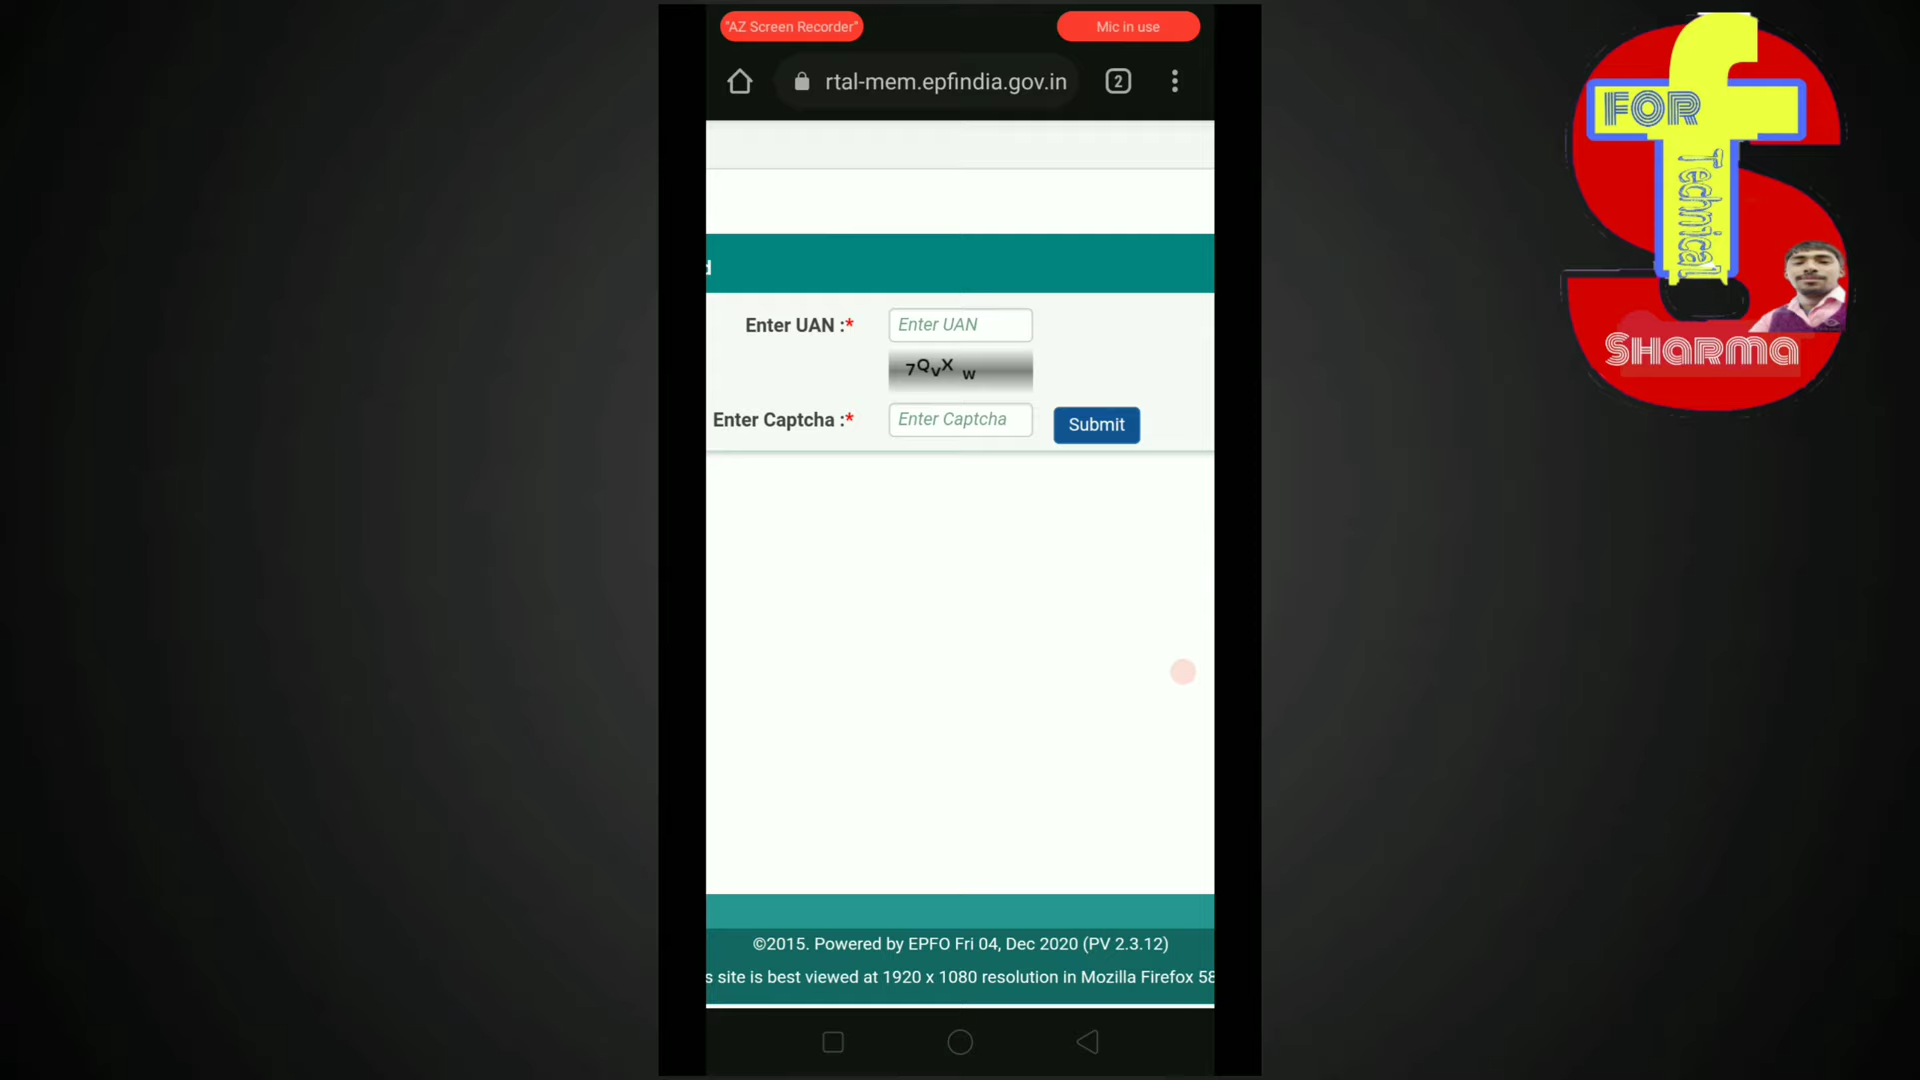 "AZ Screen Recorder"
Mic in use
rtal-mem.epfindia.gov.in
2
d
Enter UAN :*
Enter UAN
7QvX w
Enter Captcha :*
Enter Captcha
Submit
©2015. Powered by EPFO Fri 04, Dec 2020 (PV 2.3.12)
s site is best viewed at 1920 x 1080 resolution in Mozilla Firefox 58
f
FOR
Technical
S
Sharma